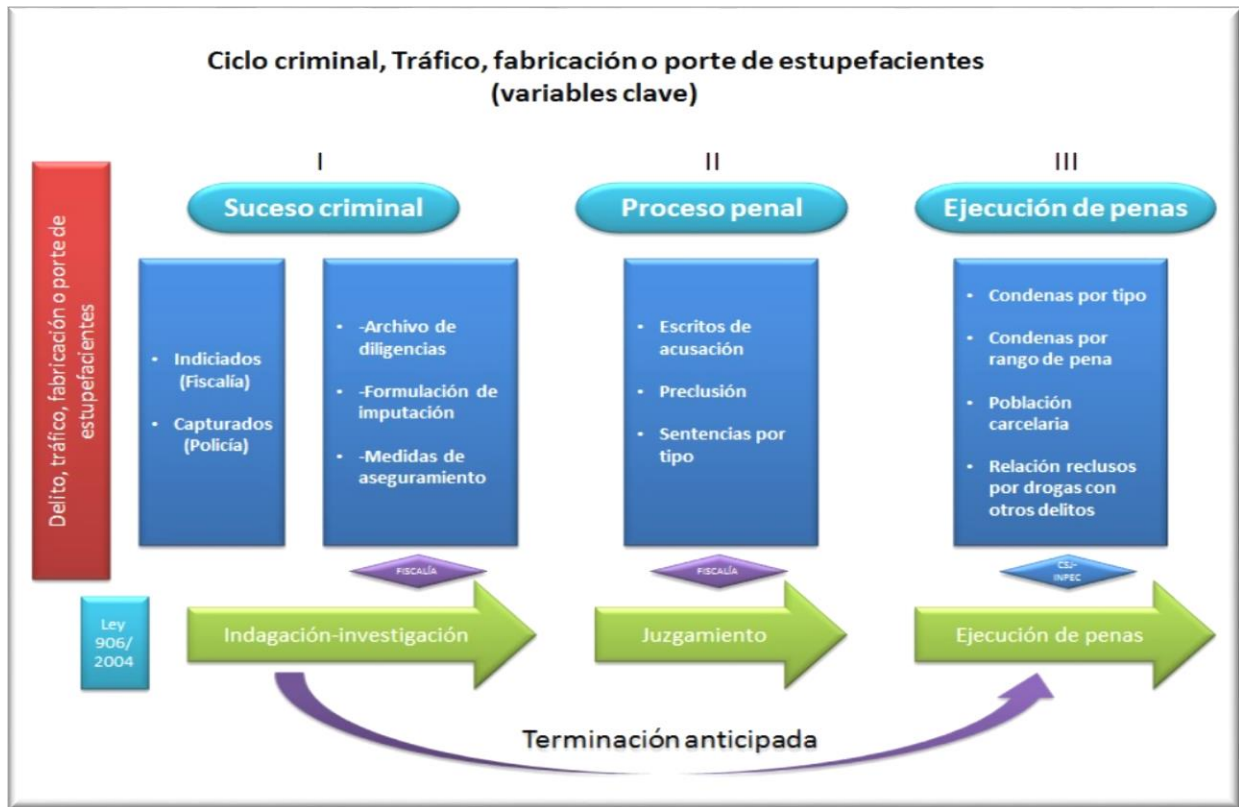 Ciclo criminal, Tráfico, fabricación o porte de estupefacientes
(variables clave)
I
II
III
Suceso criminal
Proceso penal
Ejecución de penas
Delito, tráfico, fabricación o porte de
estupefacientes
• Indiciados
(Fiscalía)
• Capturados
(Policía)
• -Archivo de
diligencias
• -Formulación de
imputación
• -Medidas de
aseguramiento
• Escritos de
acusación
• Preclusión
• Sentencias por
tipo
• Condenas por tipo
• Condenas por
rango de pena
• Población
carcelaria
• Relación reclusos
por drogas con
otros delitos
FISCALÍA
FISCALÍA
CSJ-
INPEC
Ley
906/
2004
Indagación-investigación
Juzgamiento
Ejecución de penas
Terminación anticipada